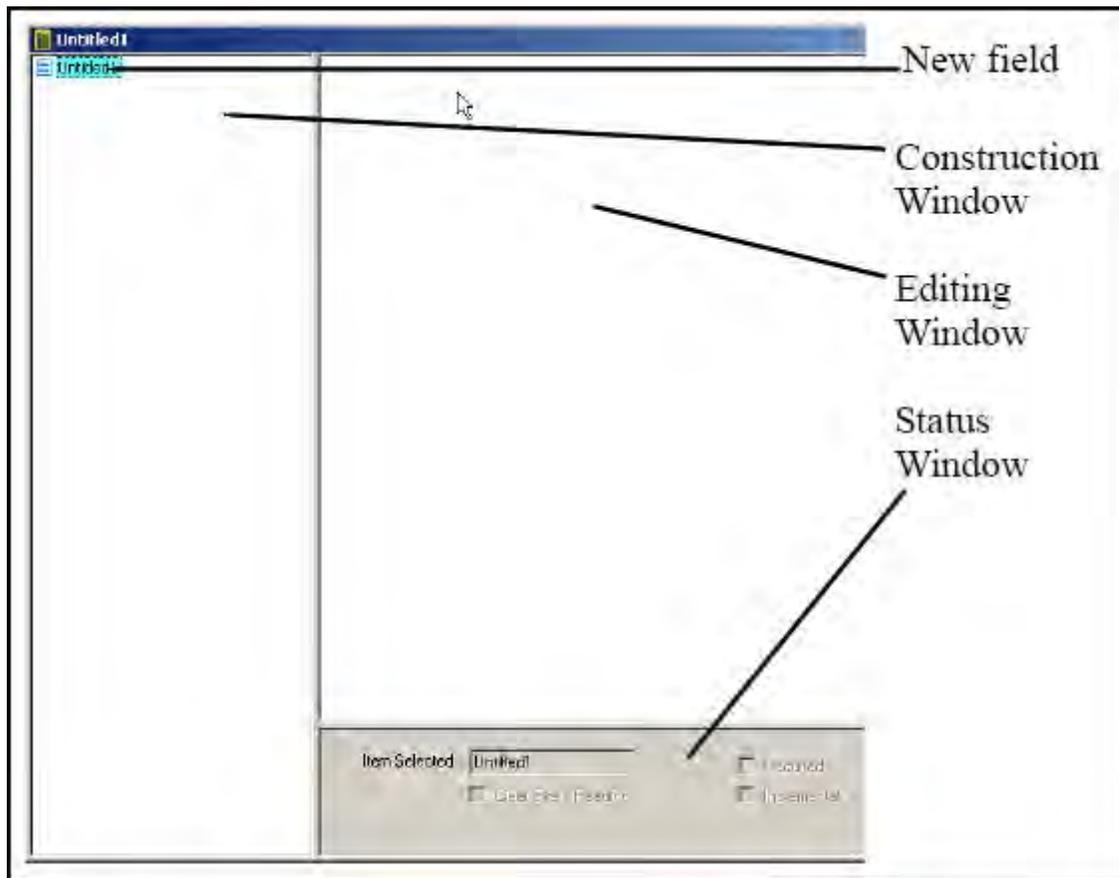 Untitled1
Untitled1
New field
Construction
Window
Editing
Window
Status
Window
Item Selected Untitled1